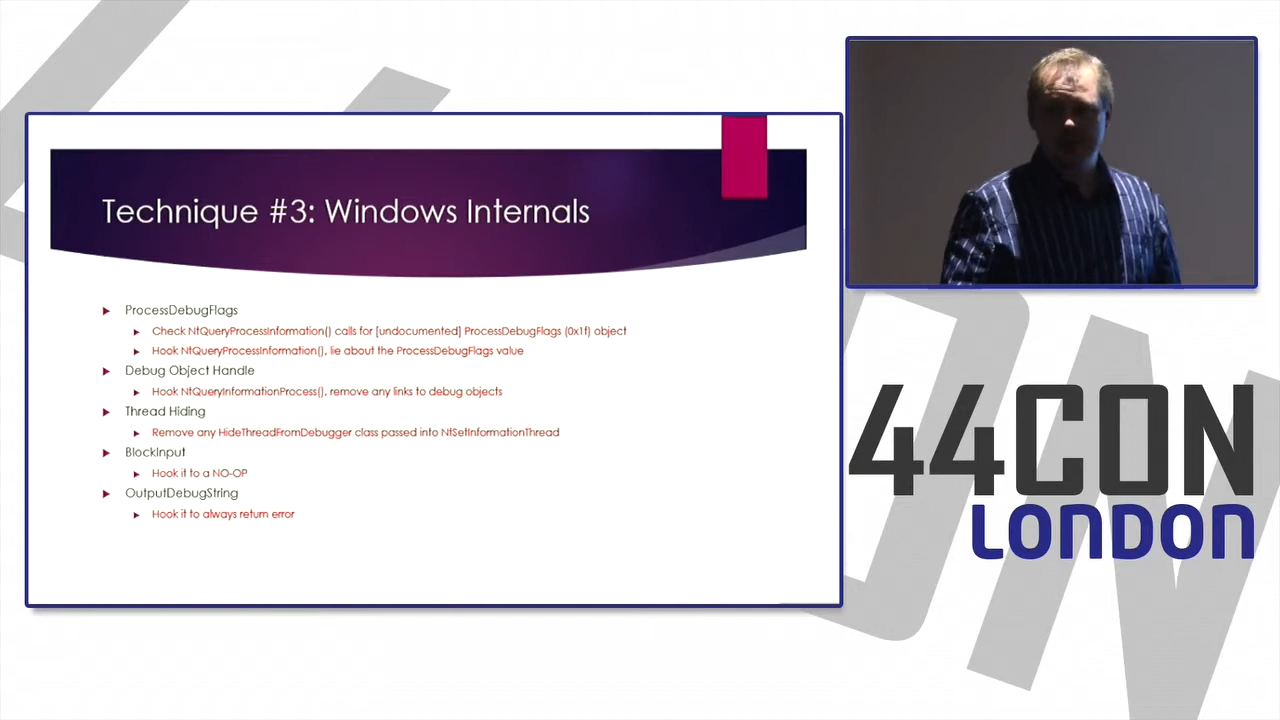 Technique #3: Windows Internals
ProcessDebugFlags
Check NtQueryProcessInformation() calls for [undocumented] ProcessDebugFlags (0x1f) object
Hook NtQueryProcessInformation(), lie about the ProcessDebugFlags value
Debug Object Handle
Hook NtQueryInformationProcess(), remove any links to debug objects
Thread Hiding
Remove any HideThreadFromDebugger class passed into NtSetInformationThread
BlockInput
Hook it to a NO-OP
OutputDebugString
Hook it to always return error
44CON
LONDON